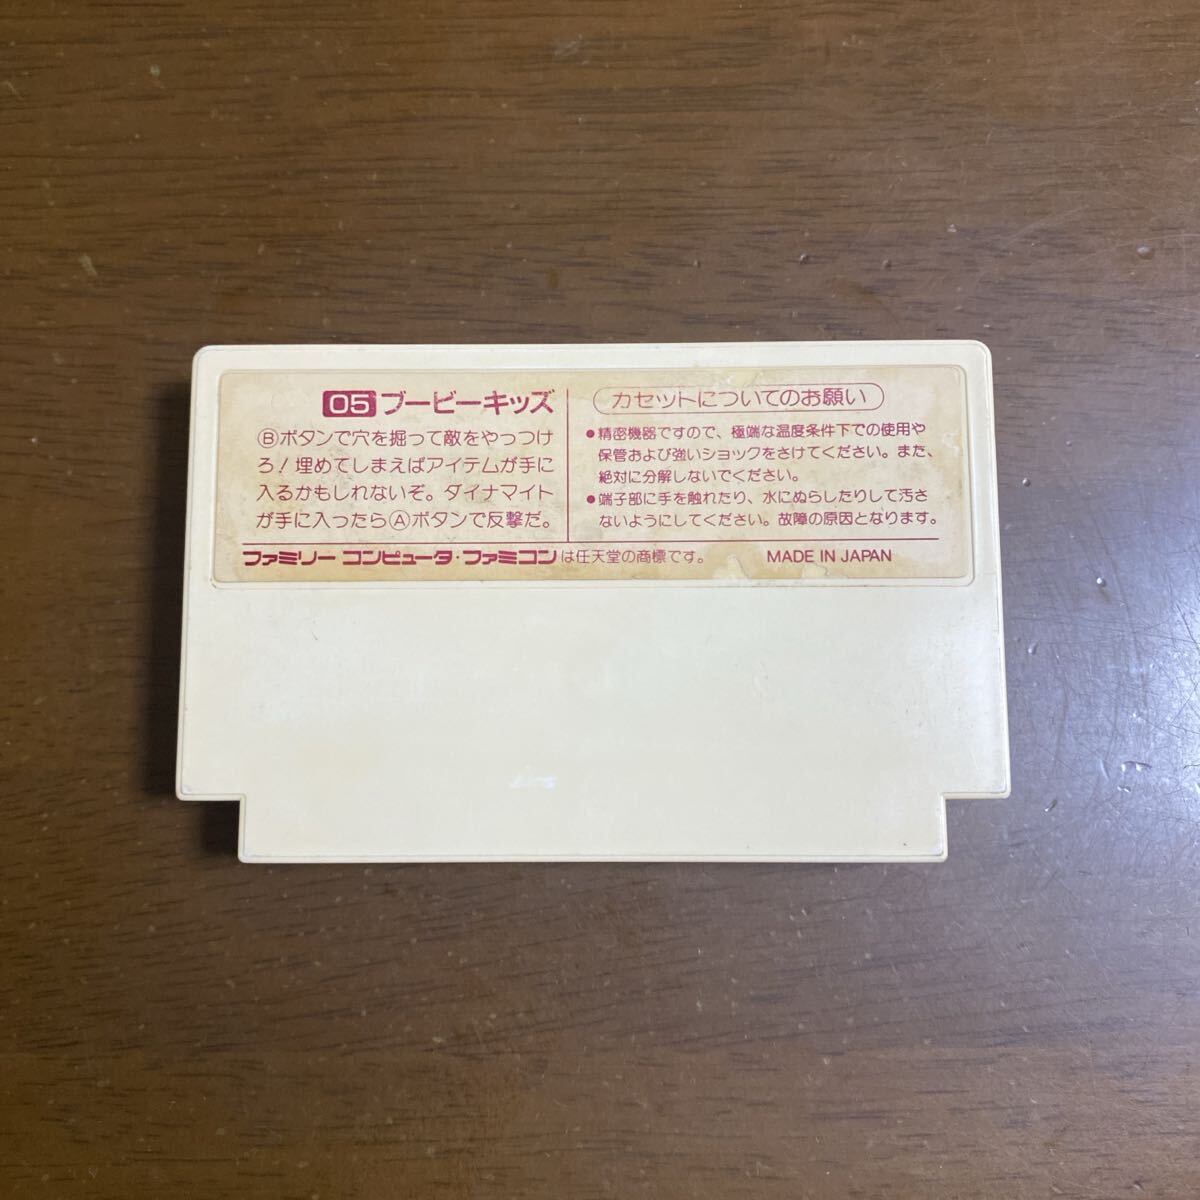 05 ブービーキッズ
Ⓑボタンで穴を掘って敵をやっつけ
ろ！埋めてしまえばアイテムが手に
入るかもしれないぞ。ダイナマイト
が手に入ったらⒶボタンで反撃だ。
カセットについてのお願い
●精密機器ですので、極端な温度条件下での使用や
保管および強いショックをさけてください。また、
絶対に分解しないでください。
●端子部に手を触れたり、水にぬらしたりして汚さ
ないようにしてください。故障の原因となります。
ファミリーコンピュータ・ファミコンは任天堂の商標です。 MADE IN JAPAN